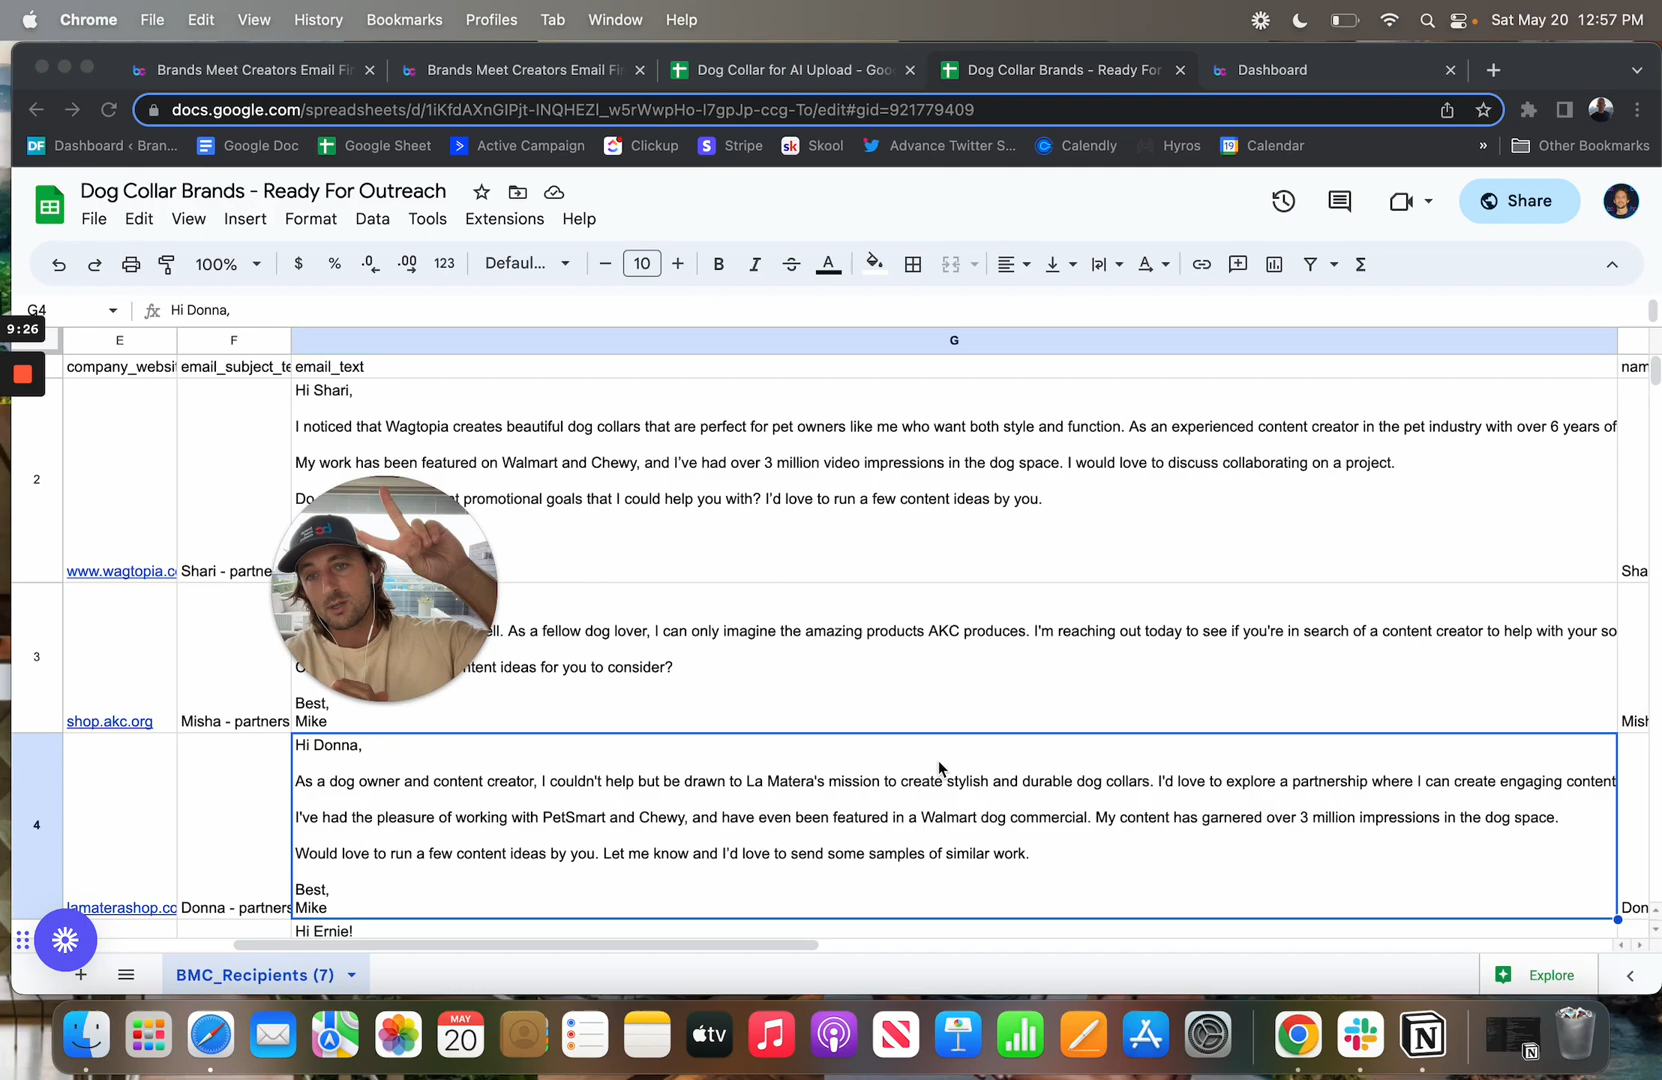 Chrome File Edit View History Bookmarks Profiles Tab Window Help Sat May 20 12:57 PM
Brands Meet Creators Email Fir Brands Meet Creators Email Fir Dog Collar for AI Upload - Goo Dog Collar Brands - Ready For Dashboard
docs.google.com/spreadsheets/d/1iKfdAXnGIPjt-INQHEZl_w5rWwpHo-I7gpJp-ccg-To/edit#gid=921779409
DF Dashboard ‹ Bran... Google Doc Google Sheet Active Campaign Clickup S Stripe sk Skool Advance Twitter S... Calendly Hyros 19 Calendar » Other Bookmarks
Dog Collar Brands - Ready For Outreach
File Edit View Insert Format Data Tools Extensions Help
Share
100% $ % .0 .00 123 Defaul... 10 B I A
G4 Hi Donna,
9:26
E F G
company_websit email_subject_te email_text nam
Hi Shari,
I noticed that Wagtopia creates beautiful dog collars that are perfect for pet owners like me who want both style and function. As an experienced content creator in the pet industry with over 6 years of
My work has been featured on Walmart and Chewy, and I've had over 3 million video impressions in the dog space. I would love to discuss collaborating on a project.
Do t promotional goals that I could help you with? I'd love to run a few content ideas by you.
2
www.wagtopia.c Shari - partne Sha
ell. As a fellow dog lover, I can only imagine the amazing products AKC produces. I'm reaching out today to see if you're in search of a content creator to help with your so
3
ntent ideas for you to consider?
Best,
shop.akc.org Misha - partners Mike Mish
Hi Donna,
As a dog owner and content creator, I couldn't help but be drawn to La Matera's mission to create stylish and durable dog collars. I'd love to explore a partnership where I can create engaging content
4
I've had the pleasure of working with PetSmart and Chewy, and have even been featured in a Walmart dog commercial. My content has garnered over 3 million impressions in the dog space.
Would love to run a few content ideas by you. Let me know and I'd love to send some samples of similar work.
Best,
lamaterashop.co Donna - partners Mike Don
Hi Ernie!
BMC_Recipients (7) Explore
MAY
20
tv